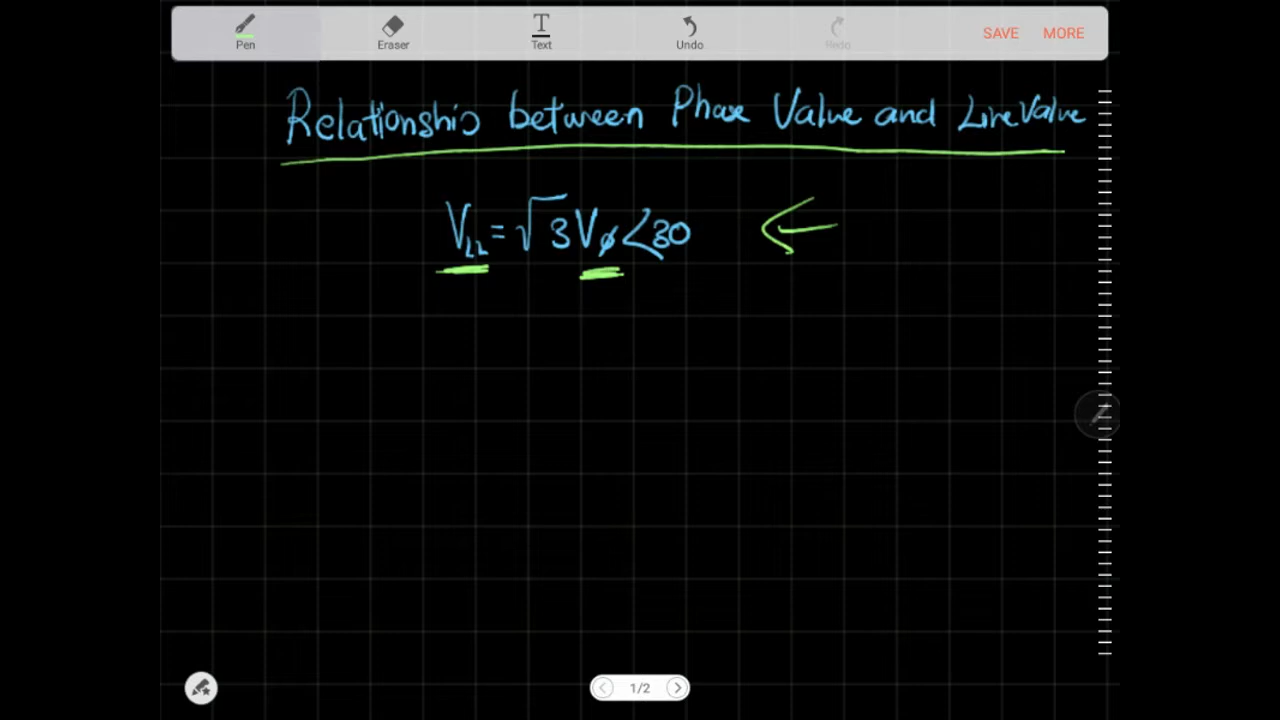 Pen Eraser Text Undo Redo SAVE MORE
Relationship between Phase Value and Line Value
V_LL = √3 V_ø ∠30
1/2